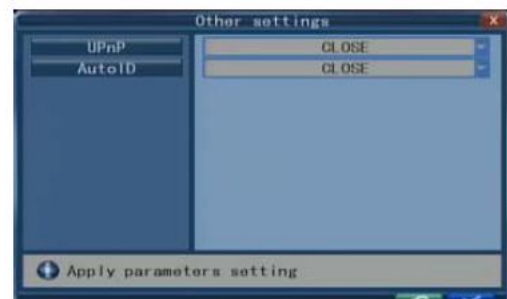 Other settings
UPnP CLOSE
AutoID CLOSE
Apply parameters setting